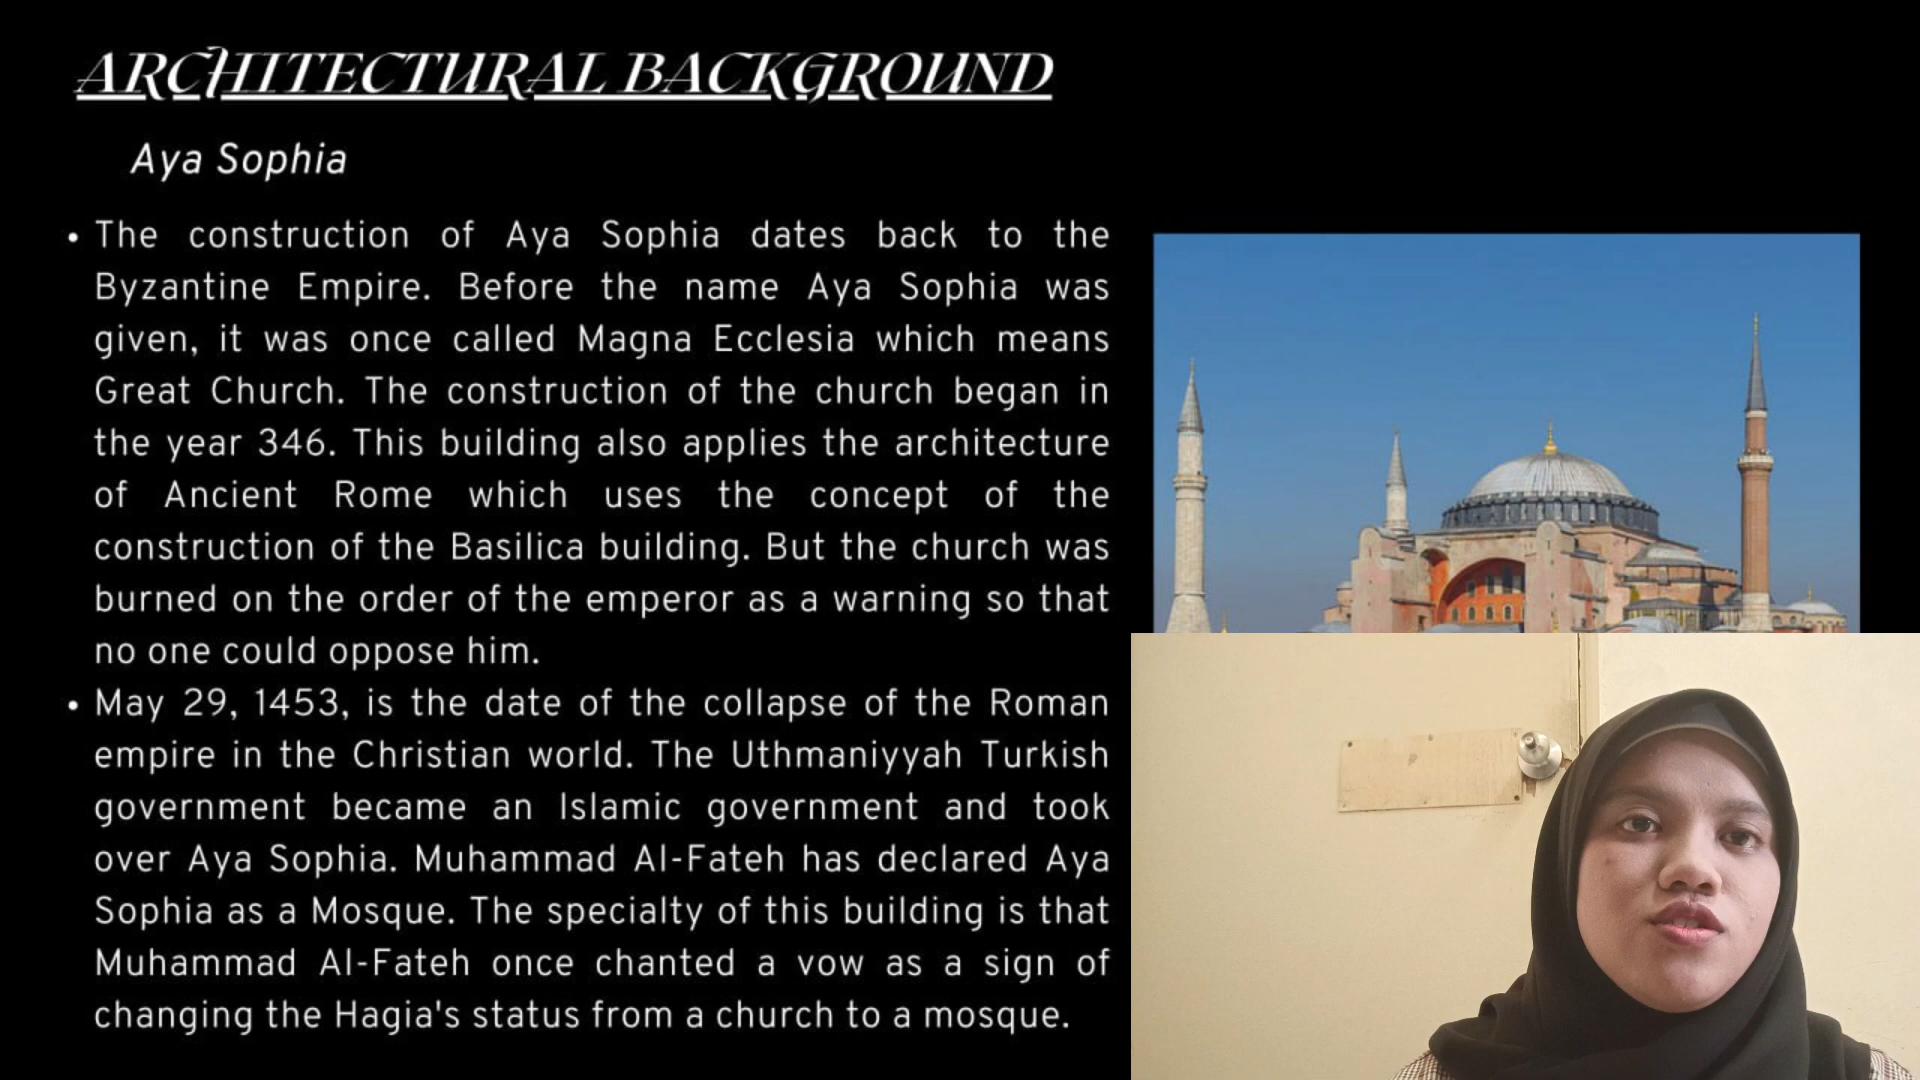 ARCHITECTURAL BACKGROUND
Aya Sophia
• The construction of Aya Sophia dates back to the
Byzantine Empire. Before the name Aya Sophia was
given, it was once called Magna Ecclesia which means
Great Church. The construction of the church began in
the year 346. This building also applies the architecture
of Ancient Rome which uses the concept of the
construction of the Basilica building. But the church was
burned on the order of the emperor as a warning so that
no one could oppose him.
• May 29, 1453, is the date of the collapse of the Roman
empire in the Christian world. The Uthmaniyyah Turkish
government became an Islamic government and took
over Aya Sophia. Muhammad Al-Fateh has declared Aya
Sophia as a Mosque. The specialty of this building is that
Muhammad Al-Fateh once chanted a vow as a sign of
changing the Hagia's status from a church to a mosque.